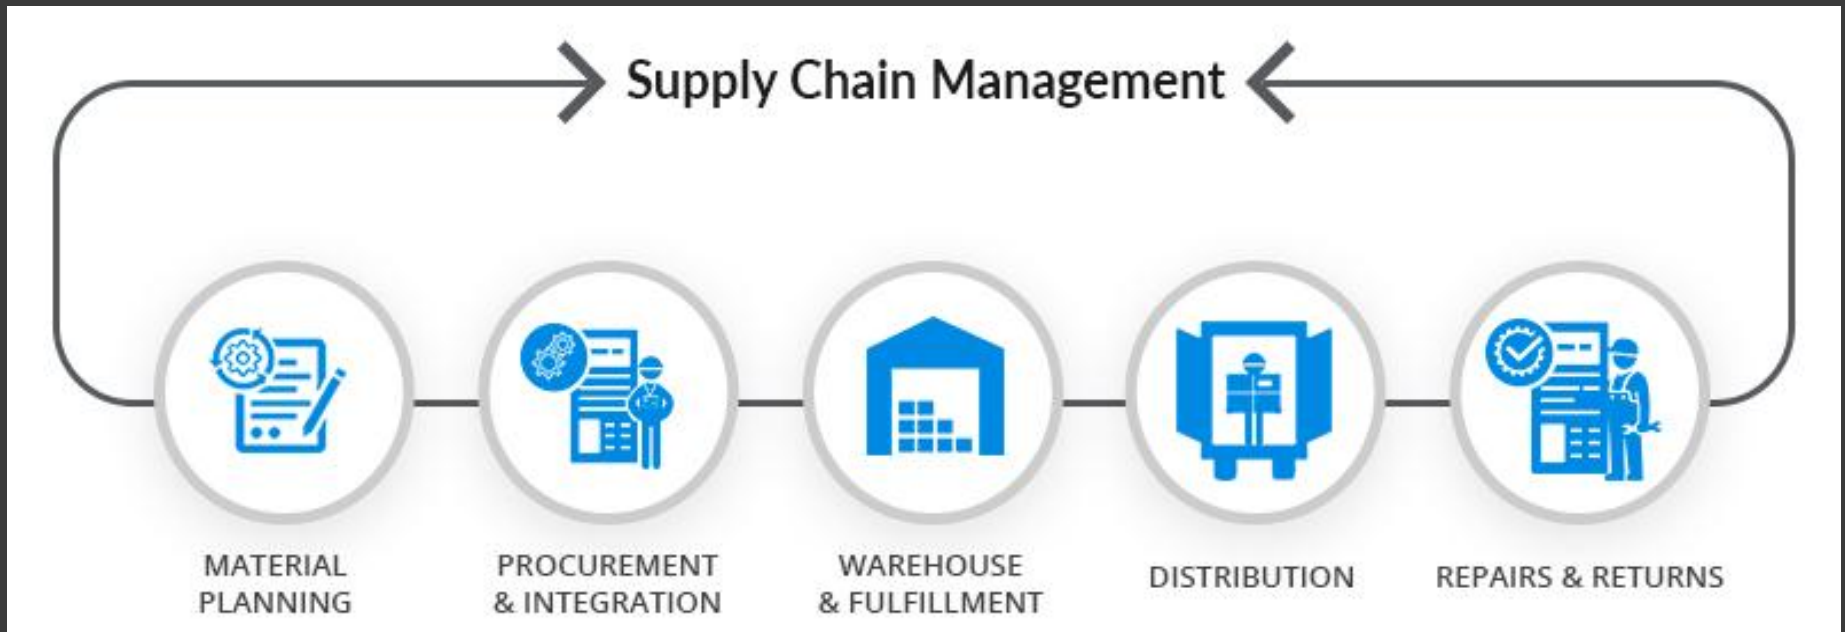 Supply Chain Management
MATERIAL
PLANNING
PROCUREMENT
& INTEGRATION
WAREHOUSE
& FULFILLMENT
DISTRIBUTION
REPAIRS & RETURNS